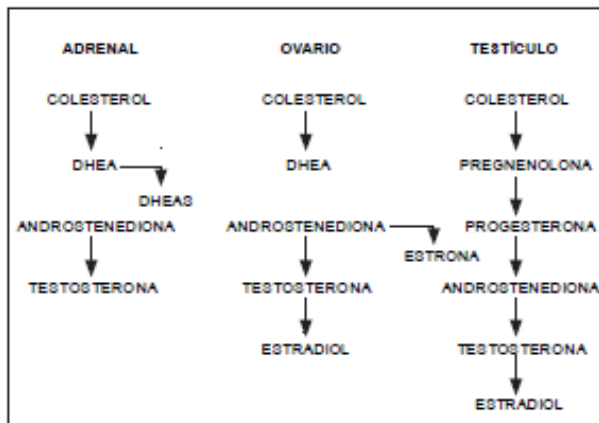 ADRENAL OVARIO TESTÍCULO
COLESTEROL COLESTEROL COLESTEROL
DHEA DHEA PREGNENOLONA
DHEAS
ANDROSTENEDIONA ANDROSTENEDIONA PROGESTERONA
ESTRONA
TESTOSTERONA TESTOSTERONA ANDROSTENEDIONA
ESTRADIOL TESTOSTERONA
ESTRADIOL